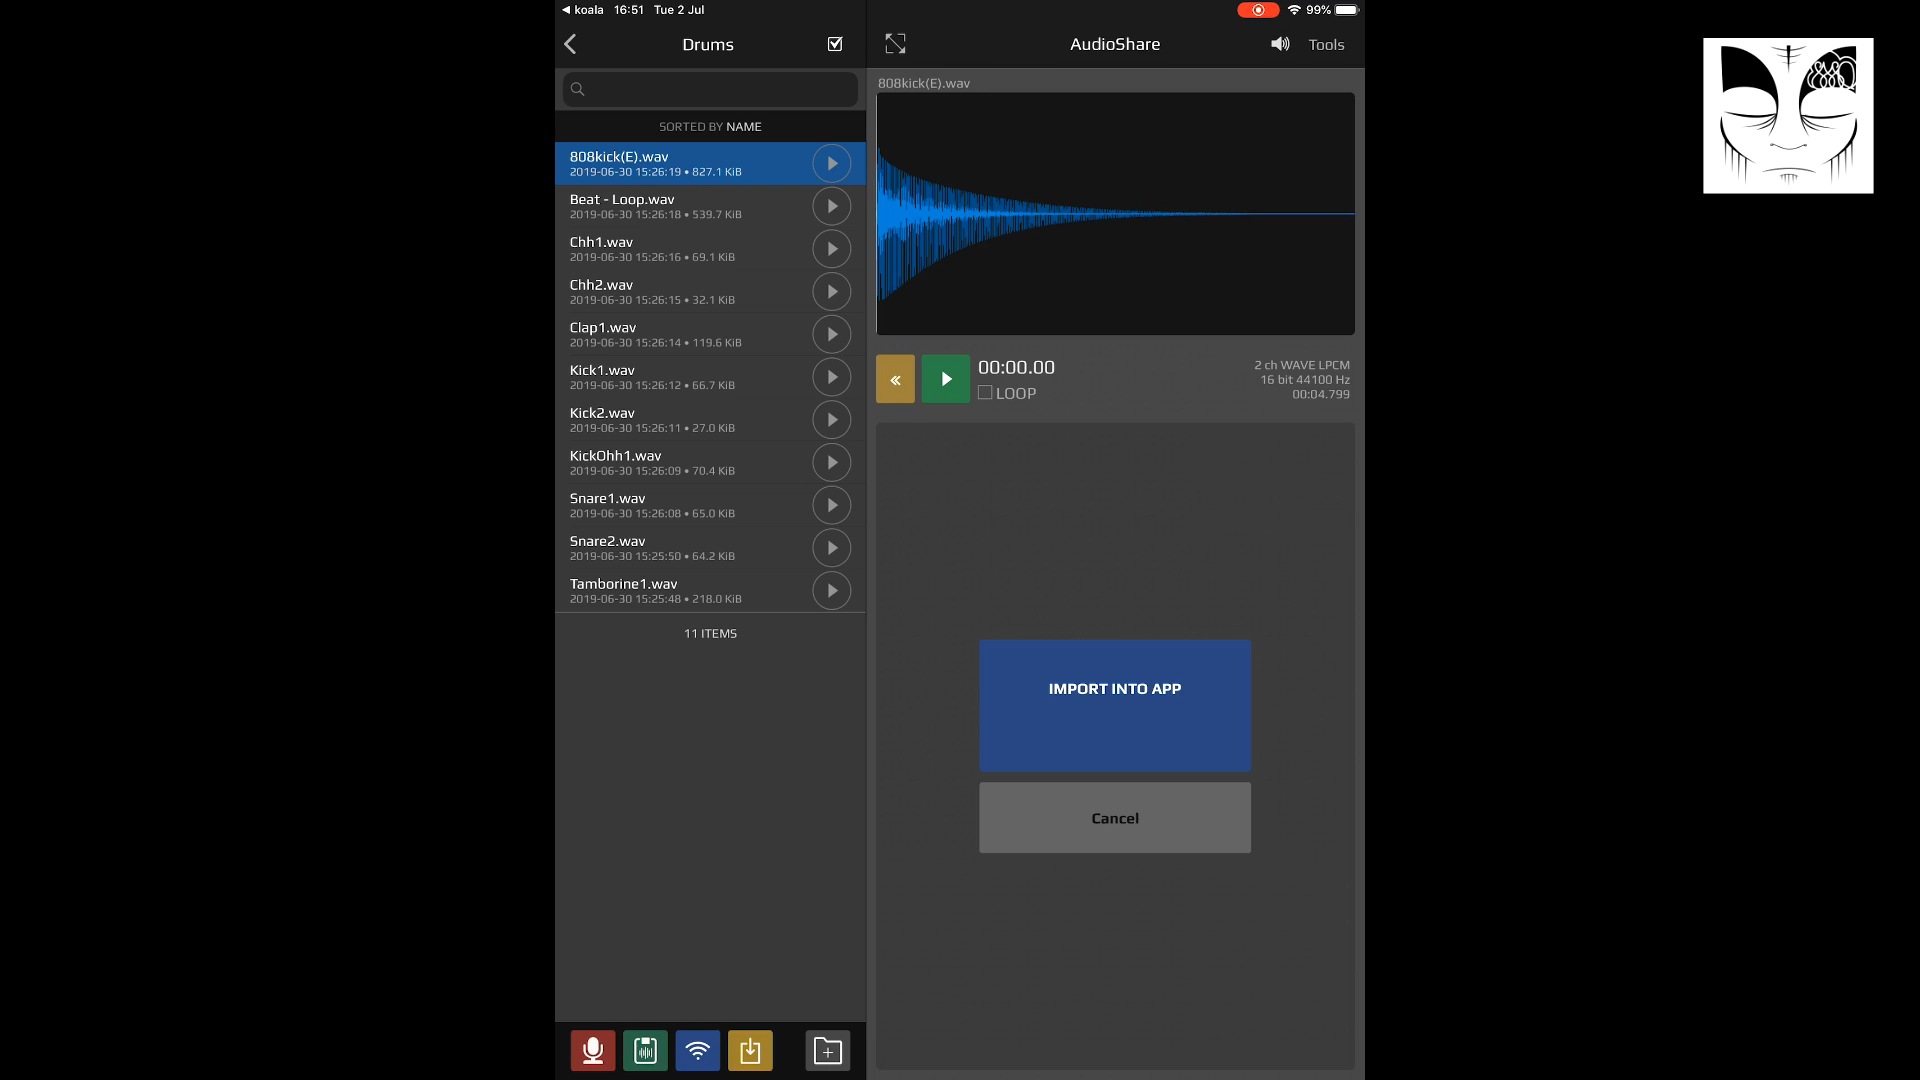 koala 16:51 Tue 2 Jul
99%
Drums
AudioShare
Tools
SORTED BY NAME
808kick(E).wav
2019-06-30 15:26:19 • 827.1 KiB
Beat - Loop.wav
2019-06-30 15:26:18 • 539.7 KiB
Chh1.wav
2019-06-30 15:26:16 • 69.1 KiB
Chh2.wav
2019-06-30 15:26:15 • 32.1 KiB
Clap1.wav
2019-06-30 15:26:14 • 119.6 KiB
Kick1.wav
2019-06-30 15:26:12 • 66.7 KiB
Kick2.wav
2019-06-30 15:26:11 • 27.0 KiB
KickOhh1.wav
2019-06-30 15:26:09 • 70.4 KiB
Snare1.wav
2019-06-30 15:26:08 • 65.0 KiB
Snare2.wav
2019-06-30 15:25:50 • 64.2 KiB
Tamborine1.wav
2019-06-30 15:25:48 • 218.0 KiB
11 ITEMS
808kick(E).wav
00:00.00
LOOP
2 ch WAVE LPCM
16 bit 44100 Hz
00:04.799
IMPORT INTO APP
Cancel